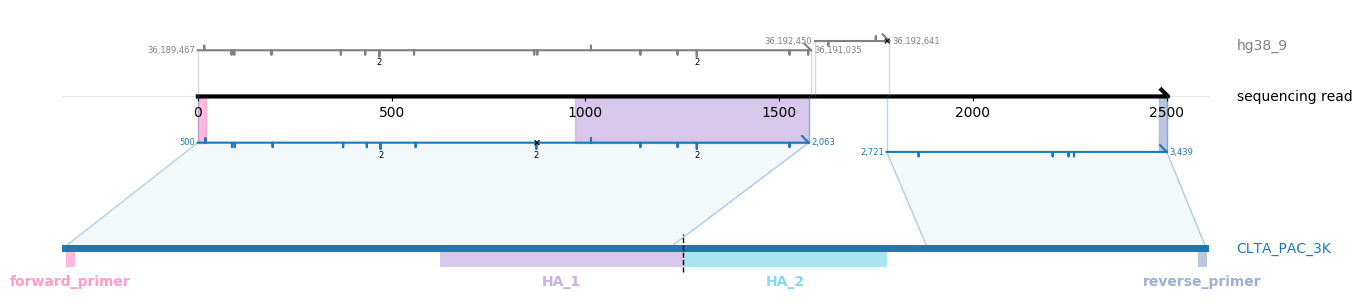 36,192,450
36,192,641
36,189,467
36,191,035
hg38_9
2
2
sequencing read
0
500
1000
1500
2000
2500
500
2,063
2
2
2
2,721
3,439
CLTA_PAC_3K
forward_primer
HA_1
HA_2
reverse_primer